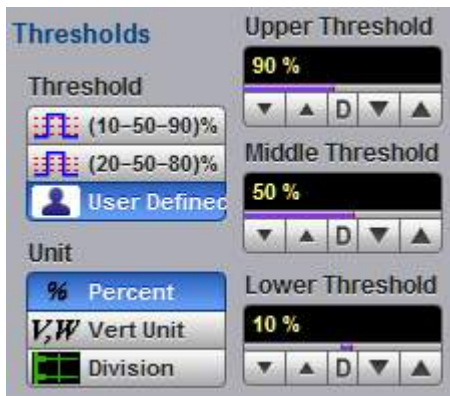 Thresholds
Threshold
(10-50-90)%
(20-50-80)%
User Defined
Unit
% Percent
V,W Vert Unit
Division
Upper Threshold
90 %
D
Middle Threshold
50 %
D
Lower Threshold
10 %
D